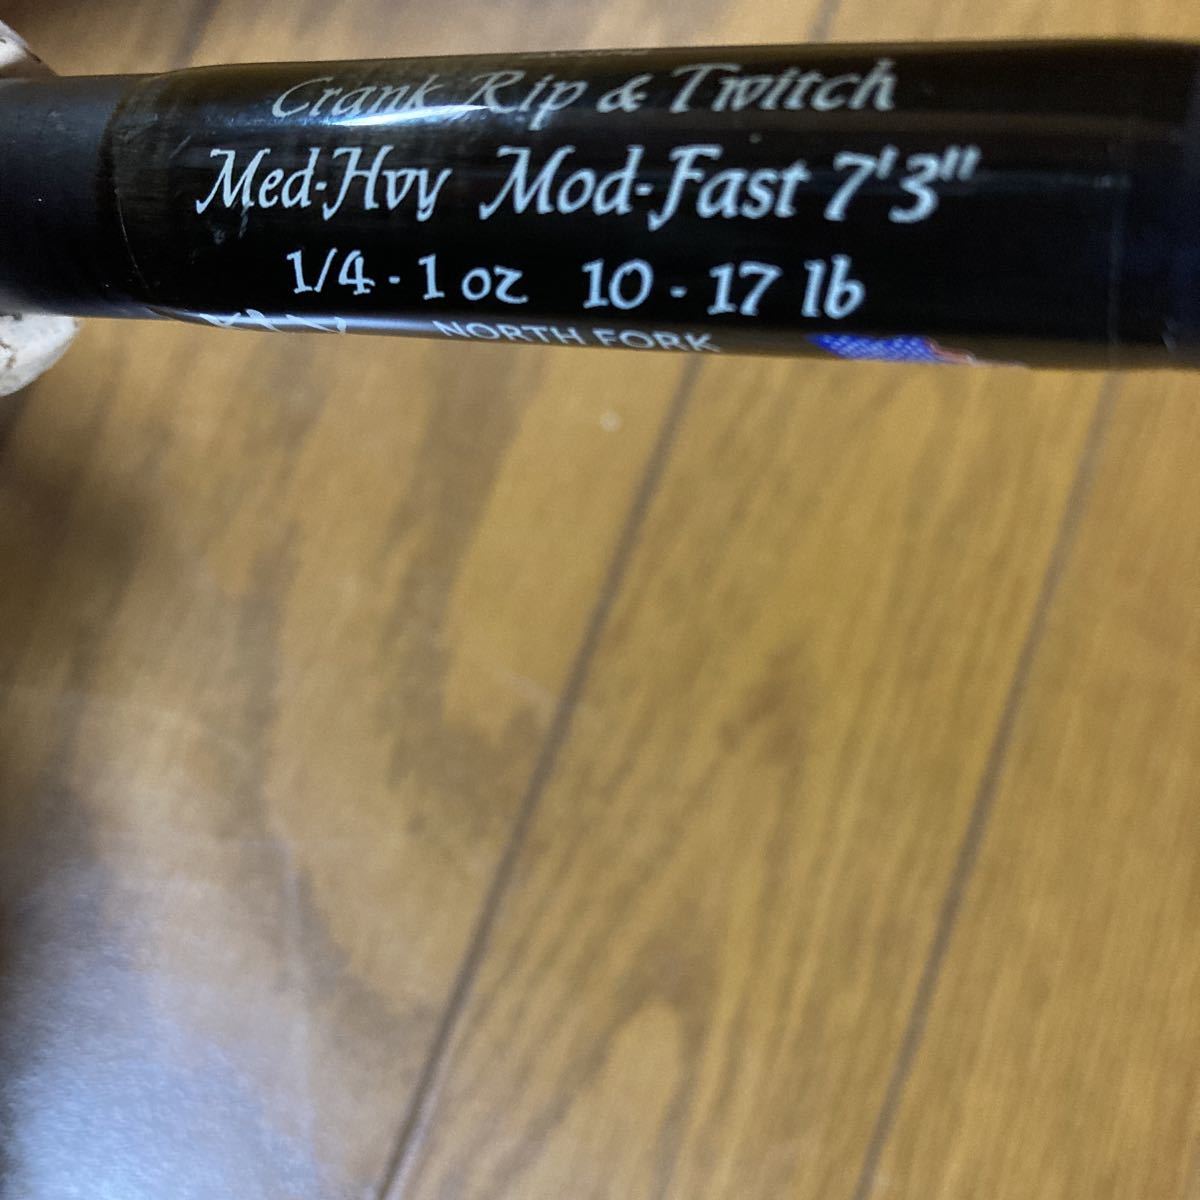 Crank Rip & Twitch
Med-Hvy Mod-Fast 7'3"
1/4 - 1 oz 10 - 17 lb
NORTH FORK